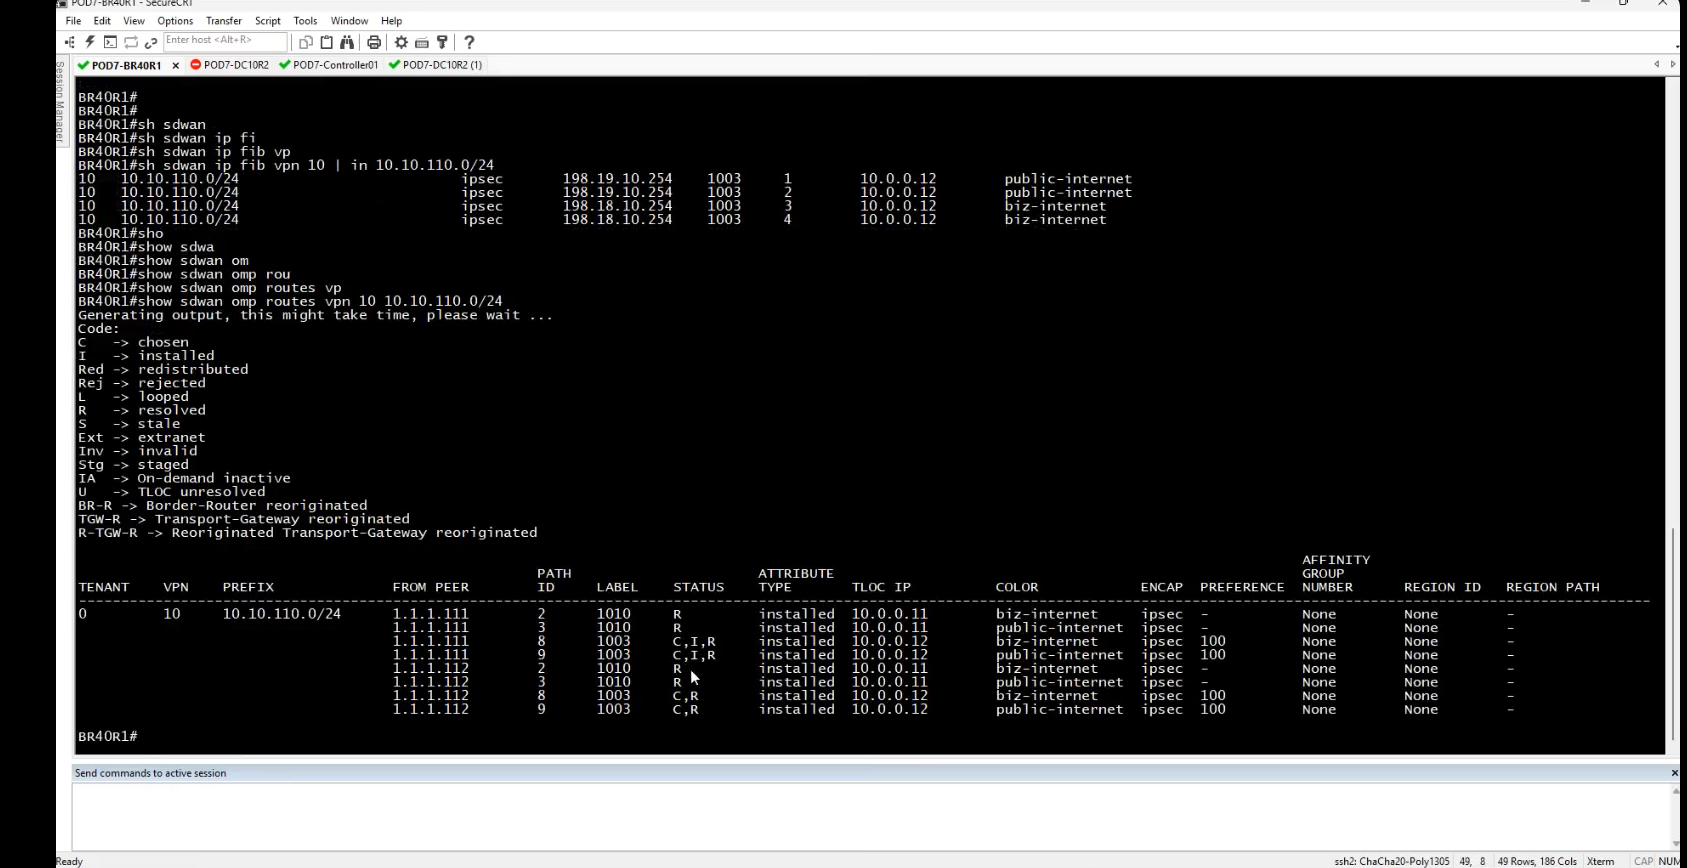 POD7-BR40R1 - SecureCRT
File Edit View Options Transfer Script Tools Window Help
Enter host <Alt+R>
POD7-BR40R1 POD7-DC10R2 POD7-Controller01 POD7-DC10R2 (1)
Session Manager
BR40R1#
BR40R1#
BR40R1#sh sdwan
BR40R1#sh sdwan ip fi
BR40R1#sh sdwan ip fib vp
BR40R1#sh sdwan ip fib vpn 10 | in 10.10.110.0/24
10 10.10.110.0/24 ipsec 198.19.10.254 1003 1 10.0.0.12 public-internet
10 10.10.110.0/24 ipsec 198.19.10.254 1003 2 10.0.0.12 public-internet
10 10.10.110.0/24 ipsec 198.18.10.254 1003 3 10.0.0.12 biz-internet
10 10.10.110.0/24 ipsec 198.18.10.254 1003 4 10.0.0.12 biz-internet
BR40R1#sho
BR40R1#show sdwa
BR40R1#show sdwan om
BR40R1#show sdwan omp rou
BR40R1#show sdwan omp routes vp
BR40R1#show sdwan omp routes vpn 10 10.10.110.0/24
Generating output, this might take time, please wait ...
Code:
C -> chosen
I -> installed
Red -> redistributed
Rej -> rejected
L -> looped
R -> resolved
S -> stale
Ext -> extranet
Inv -> invalid
Stg -> staged
IA -> On-demand inactive
U -> TLOC unresolved
BR-R -> Border-Router reoriginated
TGW-R -> Transport-Gateway reoriginated
R-TGW-R -> Reoriginated Transport-Gateway reoriginated
AFFINITY
PATH ATTRIBUTE GROUP
TENANT VPN PREFIX FROM PEER ID LABEL STATUS TYPE TLOC IP COLOR ENCAP PREFERENCE NUMBER REGION ID REGION PATH
0 10 10.10.110.0/24 1.1.1.111 2 1010 R installed 10.0.0.11 biz-internet ipsec - None None -
1.1.1.111 3 1010 R installed 10.0.0.11 public-internet ipsec - None None -
1.1.1.111 8 1003 C,I,R installed 10.0.0.12 biz-internet ipsec 100 None None -
1.1.1.111 9 1003 C,I,R installed 10.0.0.12 public-internet ipsec 100 None None -
1.1.1.112 2 1010 R installed 10.0.0.11 biz-internet ipsec - None None -
1.1.1.112 3 1010 R installed 10.0.0.11 public-internet ipsec - None None -
1.1.1.112 8 1003 C,R installed 10.0.0.12 biz-internet ipsec 100 None None -
1.1.1.112 9 1003 C,R installed 10.0.0.12 public-internet ipsec 100 None None -
BR40R1#
Send commands to active session
Ready ssh2: ChaCha20-Poly1305 49, 8 49 Rows, 186 Cols Xterm CAP NUM